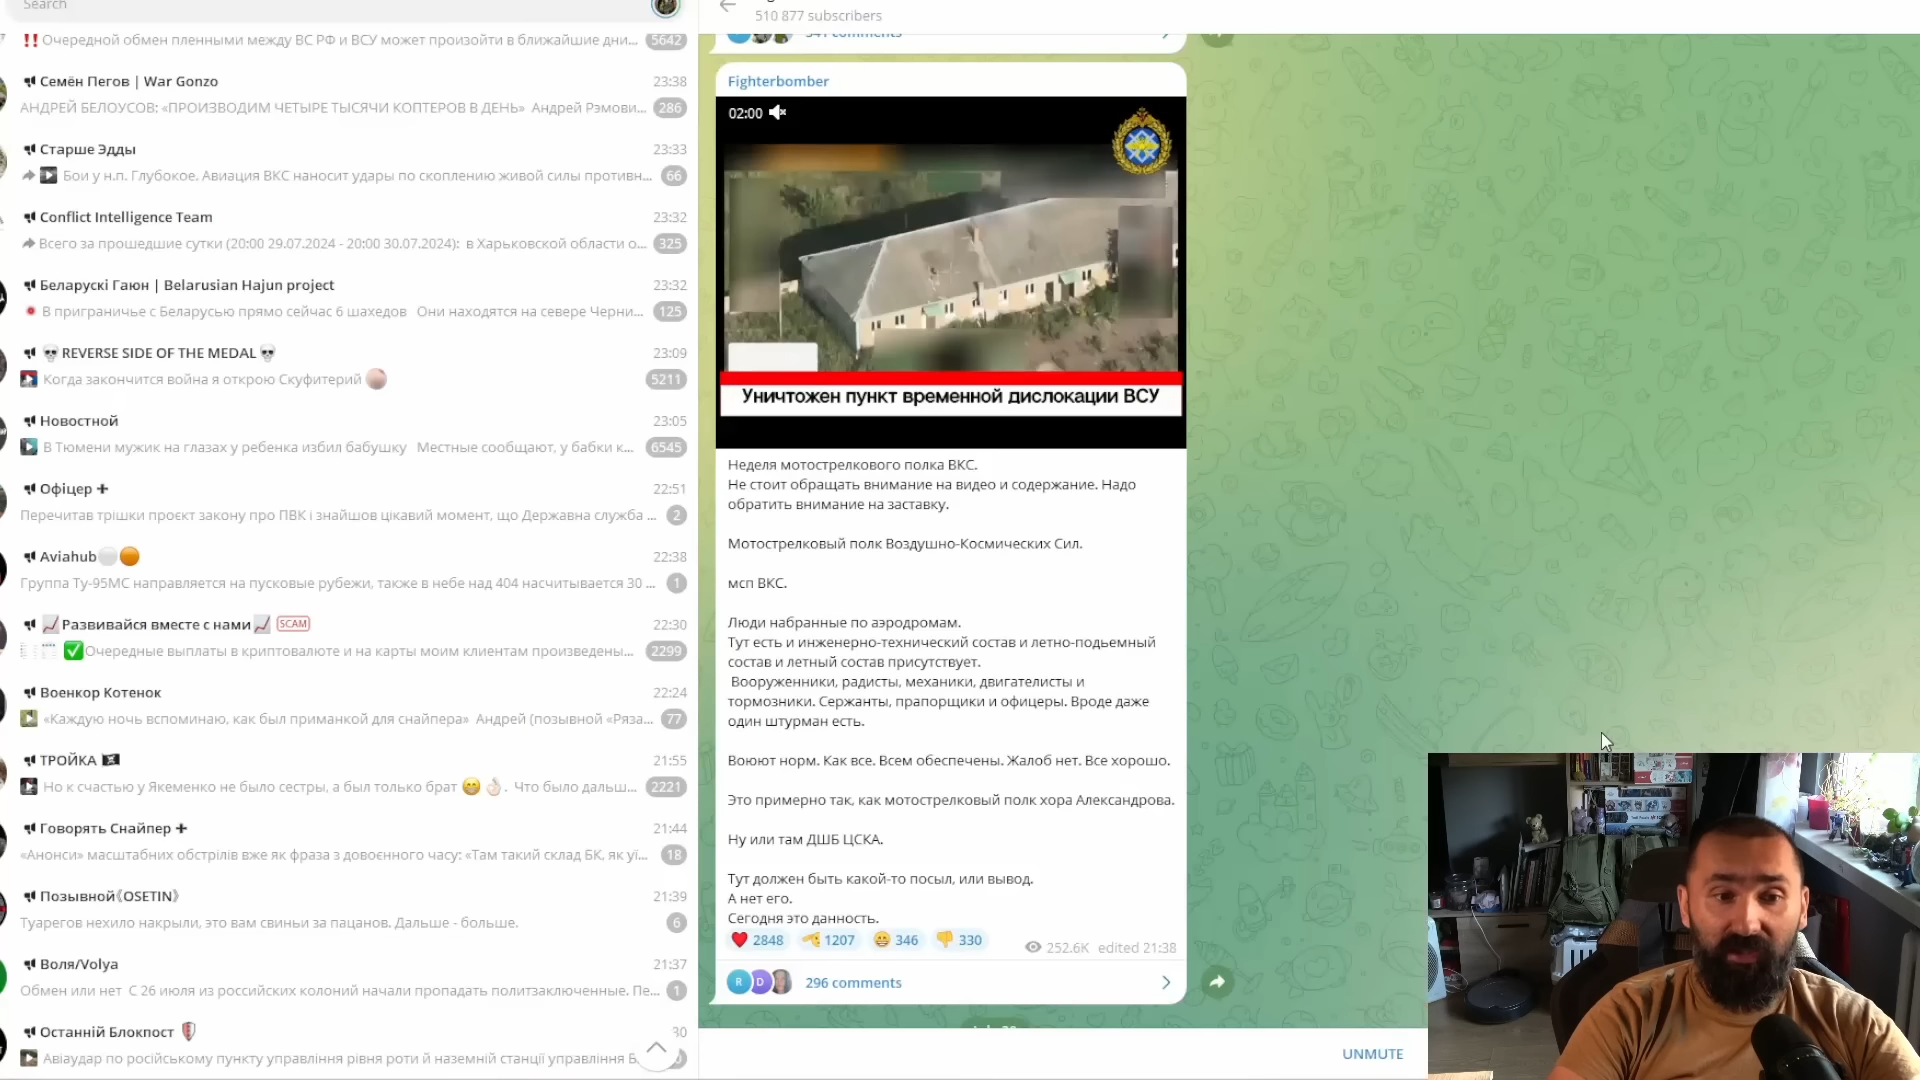 Search
‼️Очередной обмен пленными между ВС РФ и ВСУ может произойти в ближайшие дни...
5642
Семён Пегов | War Gonzo
23:38
АНДРЕЙ БЕЛОУСОВ: «ПРОИЗВОДИМ ЧЕТЫРЕ ТЫСЯЧИ КОПТЕРОВ В ДЕНЬ» Андрей Рэмови...
286
Старше Эдды
23:33
Бои у н.п. Глубокое. Авиация ВКС наносит удары по скоплению живой силы противн...
66
Conflict Intelligence Team
23:32
Всего за прошедшие сутки (20:00 29.07.2024 - 20:00 30.07.2024): в Харьковской области о...
325
Беларускі Гаюн | Belarusian Hajun project
23:32
В приграничье с Беларусью прямо сейчас 6 шахедов Они находятся на севере Черни...
125
REVERSE SIDE OF THE MEDAL
23:09
Когда закончится война я открою Скуфитерий
5211
Новостной
23:05
В Тюмени мужик на глазах у ребенка избил бабушку Местные сообщают, у бабки к...
6545
Офіцер
22:51
Перечитав трішки проєкт закону про ПВК і знайшов цікавий момент, що Державна служба ...
2
Aviahub
22:38
Группа Ту-95МС направляется на пусковые рубежи, также в небе над 404 насчитывается 30 ...
1
Развивайся вместе с нами
SCAM
22:30
Очередные выплаты в криптовалюте и на карты моим клиентам произведены...
2299
Военкор Котенок
22:24
«Каждую ночь вспоминаю, как был приманкой для снайпера» Андрей (позывной «Ряза...
77
ТРОЙКА
21:55
Но к счастью у Якеменко не было сестры, а был только брат . Что было дальш...
2221
Говорять Снайпер
21:44
«Анонси» масштабних обстрілів вже як фраза з довоєнного часу: «Там такий склад БК, як уї...
18
Позывной《OSETIN》
21:39
Туарегов нехило накрыли, это вам свиньи за пацанов. Дальше - больше.
6
Воля/Volya
21:37
Обмен или нет С 26 июля из российских колоний начали пропадать политзаключенные. Пе...
1
Останній Блокпост
30
Авіаудар по російському пункту управління рівня роти й наземній станції управління Б...
510 877 subscribers
341 comments
Fighterbomber
02:00
Уничтожен пункт временной дислокации ВСУ
Неделя мотострелкового полка ВКС.
Не стоит обращать внимание на видео и содержание. Надо
обратить внимание на заставку.
Мотострелковый полк Воздушно-Космических Сил.
мсп ВКС.
Люди набранные по аэродромам.
Тут есть и инженерно-технический состав и летно-подьемный
состав и летный состав присутствует.
Вооруженники, радисты, механики, двигателисты и
тормозники. Сержанты, прапорщики и офицеры. Вроде даже
один штурман есть.
Воюют норм. Как все. Всем обеспечены. Жалоб нет. Все хорошо.
Это примерно так, как мотострелковый полк хора Александрова.
Ну или там ДШБ ЦСКА.
Тут должен быть какой-то посыл, или вывод.
А нет его.
Сегодня это данность.
2848 1207 346 330
252.6K edited 21:38
R D 296 comments
UNMUTE